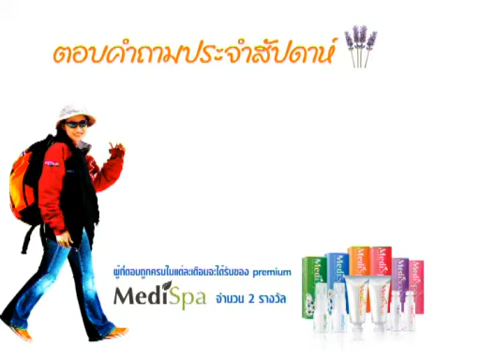 ตอบคำถามประจำสัปดาห์
ผู้ที่ตอบถูกครบในแต่ละเดือนจะได้รับของ premium
MediSpa จำนวน 2 รางวัล